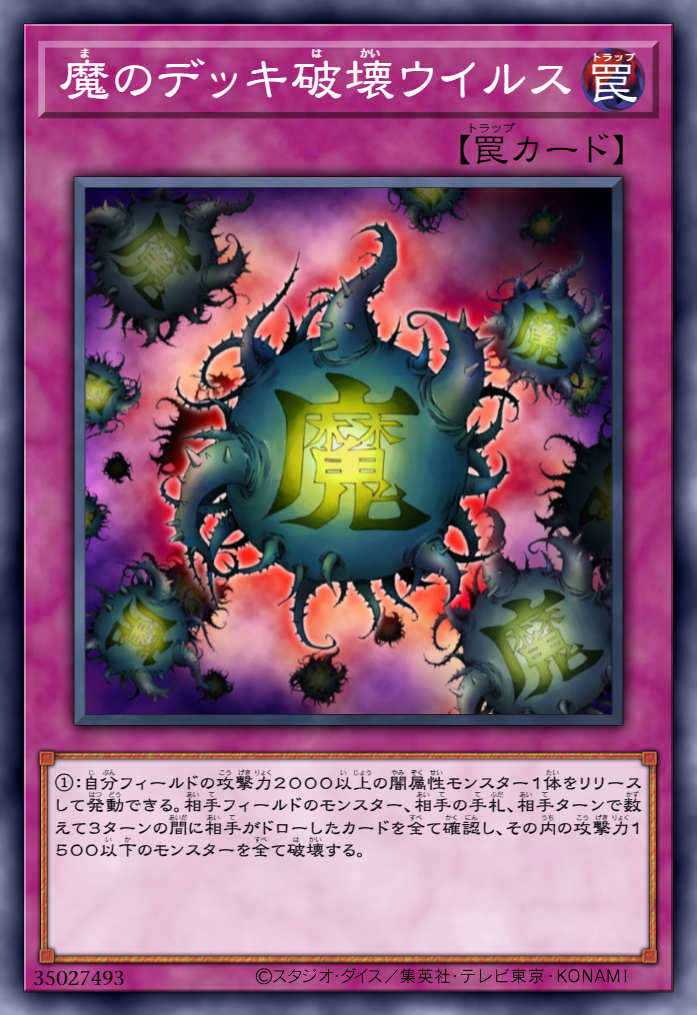 魔のデッキ破壊ウイルス 罠
【罠カード】
魔
①:自分フィールドの攻撃力2000以上の闇属性モンスター1体をリリース
して発動できる。相手フィールドのモンスター、相手の手札、相手ターンで数
えて3ターンの間に相手がドローしたカードを全て確認し、その内の攻撃力1
500以下のモンスターを全て破壊する。
35027493 ©スタジオ・ダイス／集英社・テレビ東京・KONAMI